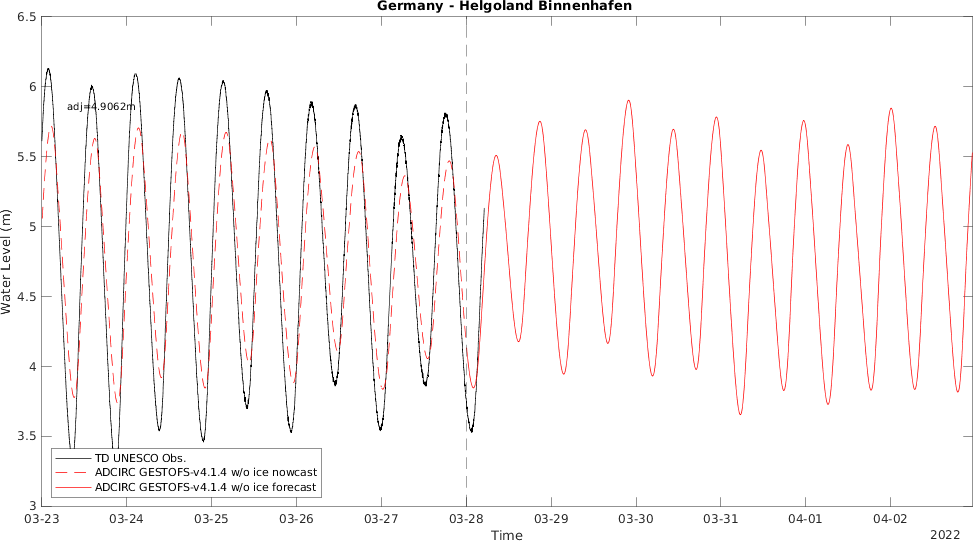 Germany - Helgoland Binnenhafen
6.5
6
5.5
5
4.5
4
3.5
3
Water Level (m)
adj=4.9062m
TD UNESCO Obs.
ADCIRC GESTOFS-v4.1.4 w/o ice nowcast
ADCIRC GESTOFS-v4.1.4 w/o ice forecast
03-23 03-24 03-25 03-26 03-27 03-28 03-29 03-30 03-31 04-01 04-02
Time
2022